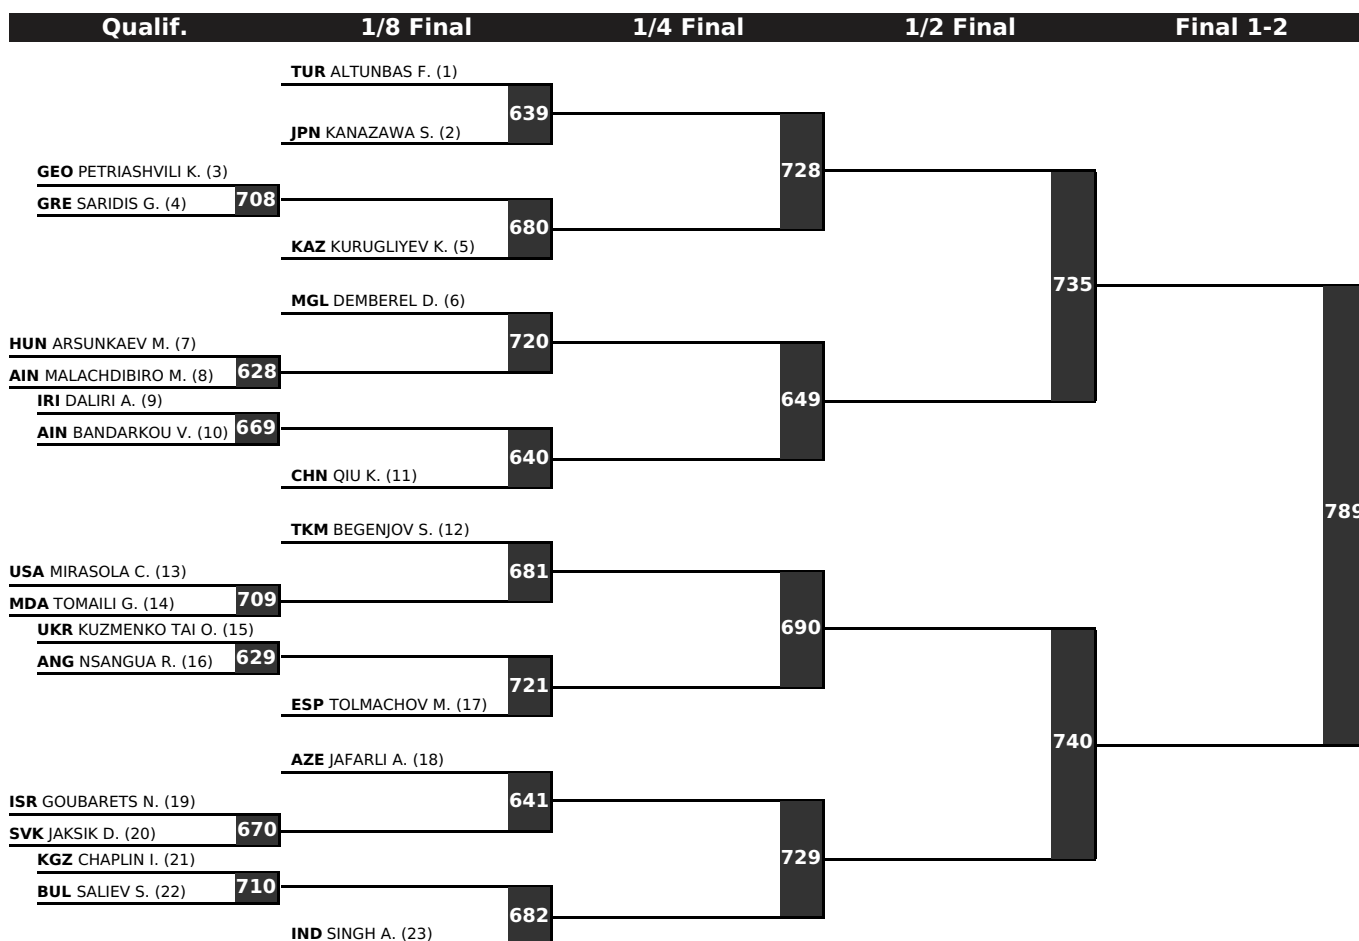 Qualif. 1/8 Final 1/4 Final 1/2 Final Final 1-2
TUR ALTUNBAS F. (1)
639
JPN KANAZAWA S. (2)
728
GEO PETRIASHVILI K. (3)
708
GRE SARIDIS G. (4)
680
KAZ KURUGLIYEV K. (5)
735
MGL DEMBEREL D. (6)
720
HUN ARSUNKAEV M. (7)
628
AIN MALACHDIBIRO M. (8)
649
IRI DALIRI A. (9)
669
AIN BANDARKOU V. (10)
640
CHN QIU K. (11)
789
TKM BEGENJOV S. (12)
681
USA MIRASOLA C. (13)
709
MDA TOMAILI G. (14)
690
UKR KUZMENKO TAI O. (15)
629
ANG NSANGUA R. (16)
721
ESP TOLMACHOV M. (17)
740
AZE JAFARLI A. (18)
641
ISR GOUBARETS N. (19)
670
SVK JAKSIK D. (20)
729
KGZ CHAPLIN I. (21)
710
BUL SALIEV S. (22)
682
IND SINGH A. (23)